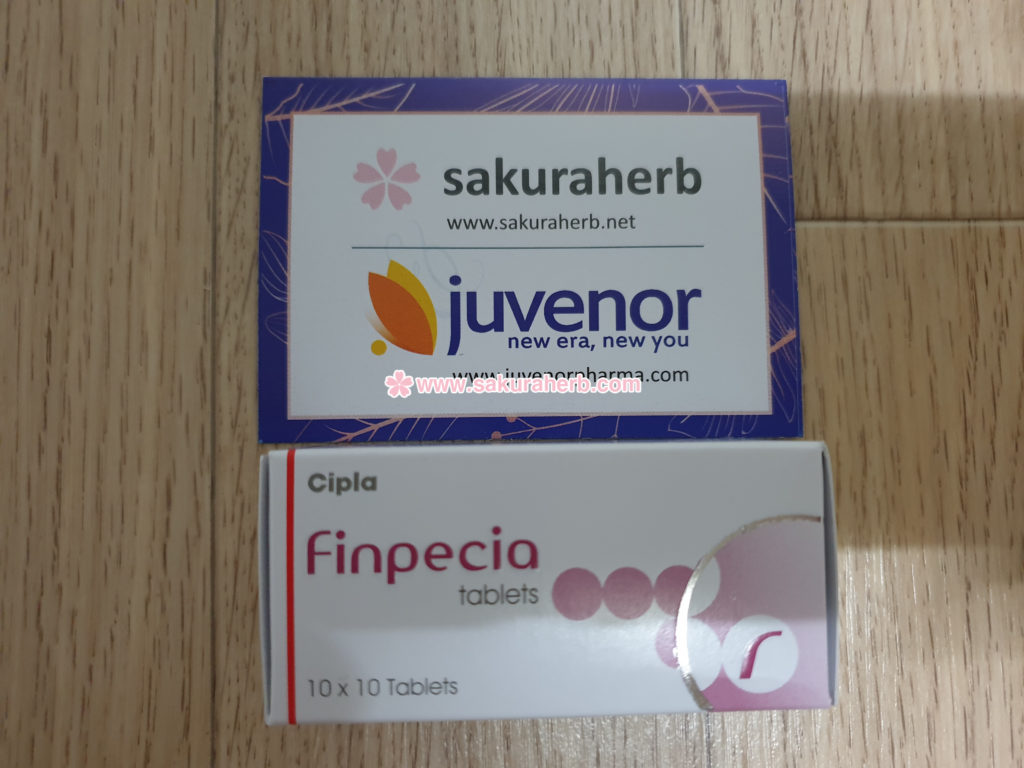 sakuraherb
www.sakuraherb.net
juvenor
new era, new you
www.juvenorpharma.com
www.sakuraherb.com
Cipla
Finpecia
tablets
10 x 10 Tablets